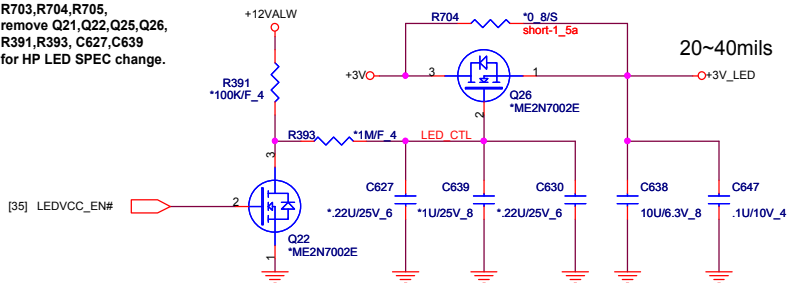 R703,R704,R705,
remove Q21,Q22,Q25,Q26,
R391,R393, C627,C639
for HP LED SPEC change.
+12VALW
R704
*0_8/S
short-1_5a
20~40mils
+3V
3
1
+3V_LED
R391
*100K/F_4
Q26
*ME2N7002E
2
R393
*1M/F_4
LED_CTL
3
C627
C639
C630
C638
C647
[35] LEDVCC_EN#
2
*.22U/25V_6
*1U/25V_8
*.22U/25V_6
10U/6.3V_8
.1U/10V_4
Q22
*ME2N7002E
1